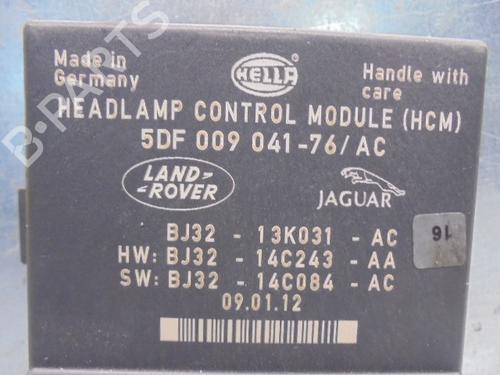 Made in
Germany
HELLA
Handle with
care
HEADLAMP CONTROL MODULE (HCM)
5DF 009 041-76/AC
LAND-
-ROVER
JAGUAR
BJ32 - 13K031 - AC
HW: BJ32 - 14C243 - AA
SW: BJ32 - 14C084 - AC
09.01.12
16
B-PARTS